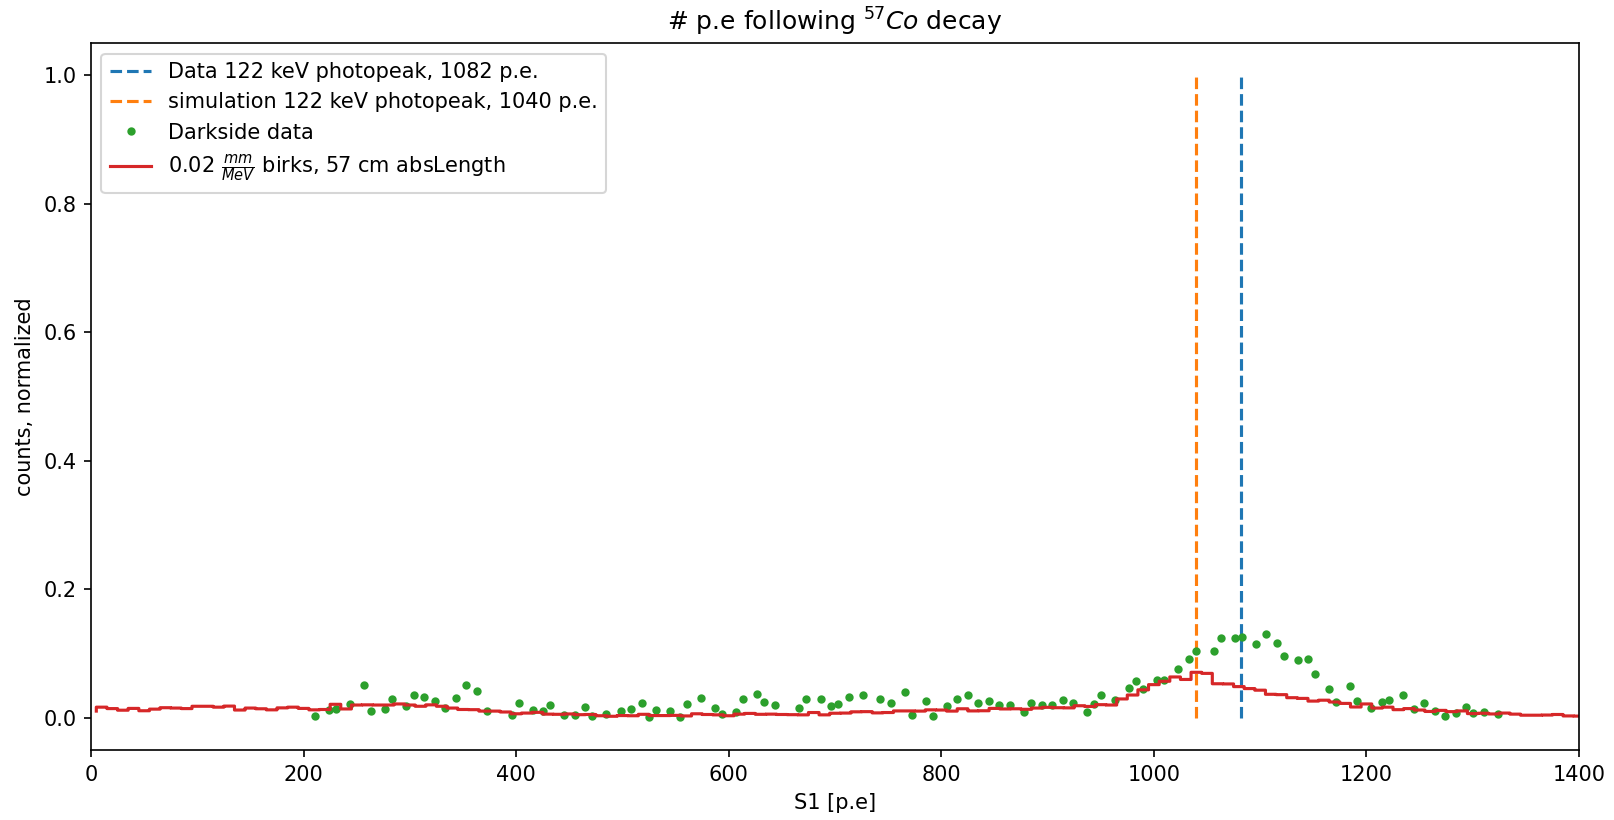 # p.e following ⁵⁷Co decay
Data 122 keV photopeak, 1082 p.e.
simulation 122 keV photopeak, 1040 p.e.
Darkside data
0.02 mm/MeV birks, 57 cm absLength
counts, normalized
1.0
0.8
0.6
0.4
0.2
0.0
0 200 400 600 800 1000 1200 1400
S1 [p.e]